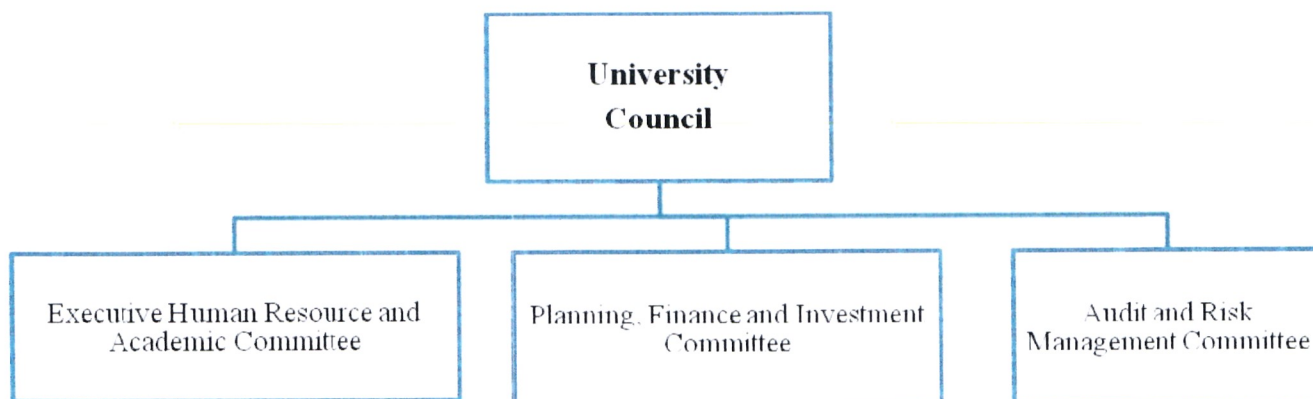 University
Council
Executive Human Resource and
Academic Committee
Planning, Finance and Investment
Committee
Audit and Risk
Management Committee